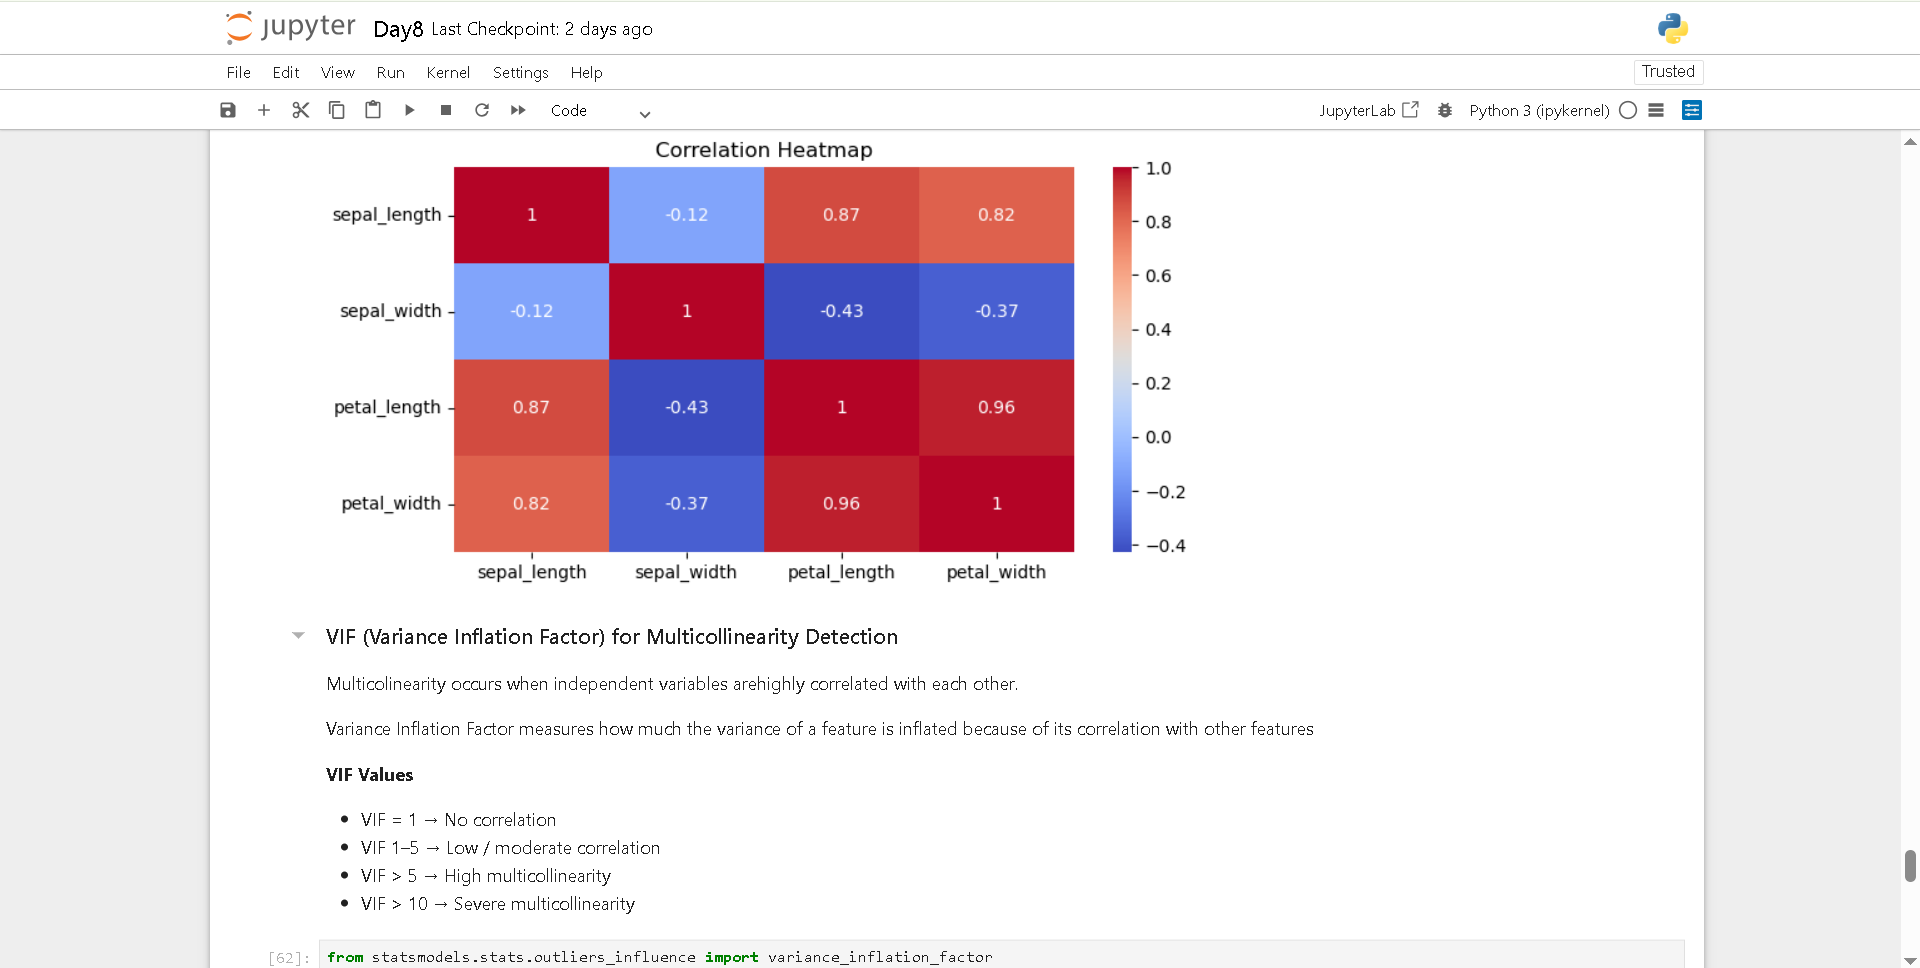 jupyter Day8 Last Checkpoint: 2 days ago
File Edit View Run Kernel Settings Help Trusted
Code JupyterLab Python 3 (ipykernel)
Correlation Heatmap
sepal_length 1 -0.12 0.87 0.82
sepal_width -0.12 1 -0.43 -0.37
petal_length 0.87 -0.43 1 0.96
petal_width 0.82 -0.37 0.96 1
sepal_length sepal_width petal_length petal_width
1.0
0.8
0.6
0.4
0.2
0.0
−0.2
−0.4
VIF (Variance Inflation Factor) for Multicollinearity Detection
Multicolinearity occurs when independent variables arehighly correlated with each other.
Variance Inflation Factor measures how much the variance of a feature is inflated because of its correlation with other features
VIF Values
• VIF = 1 → No correlation
• VIF 1–5 → Low / moderate correlation
• VIF > 5 → High multicollinearity
• VIF > 10 → Severe multicollinearity
[62]: from statsmodels.stats.outliers_influence import variance_inflation_factor